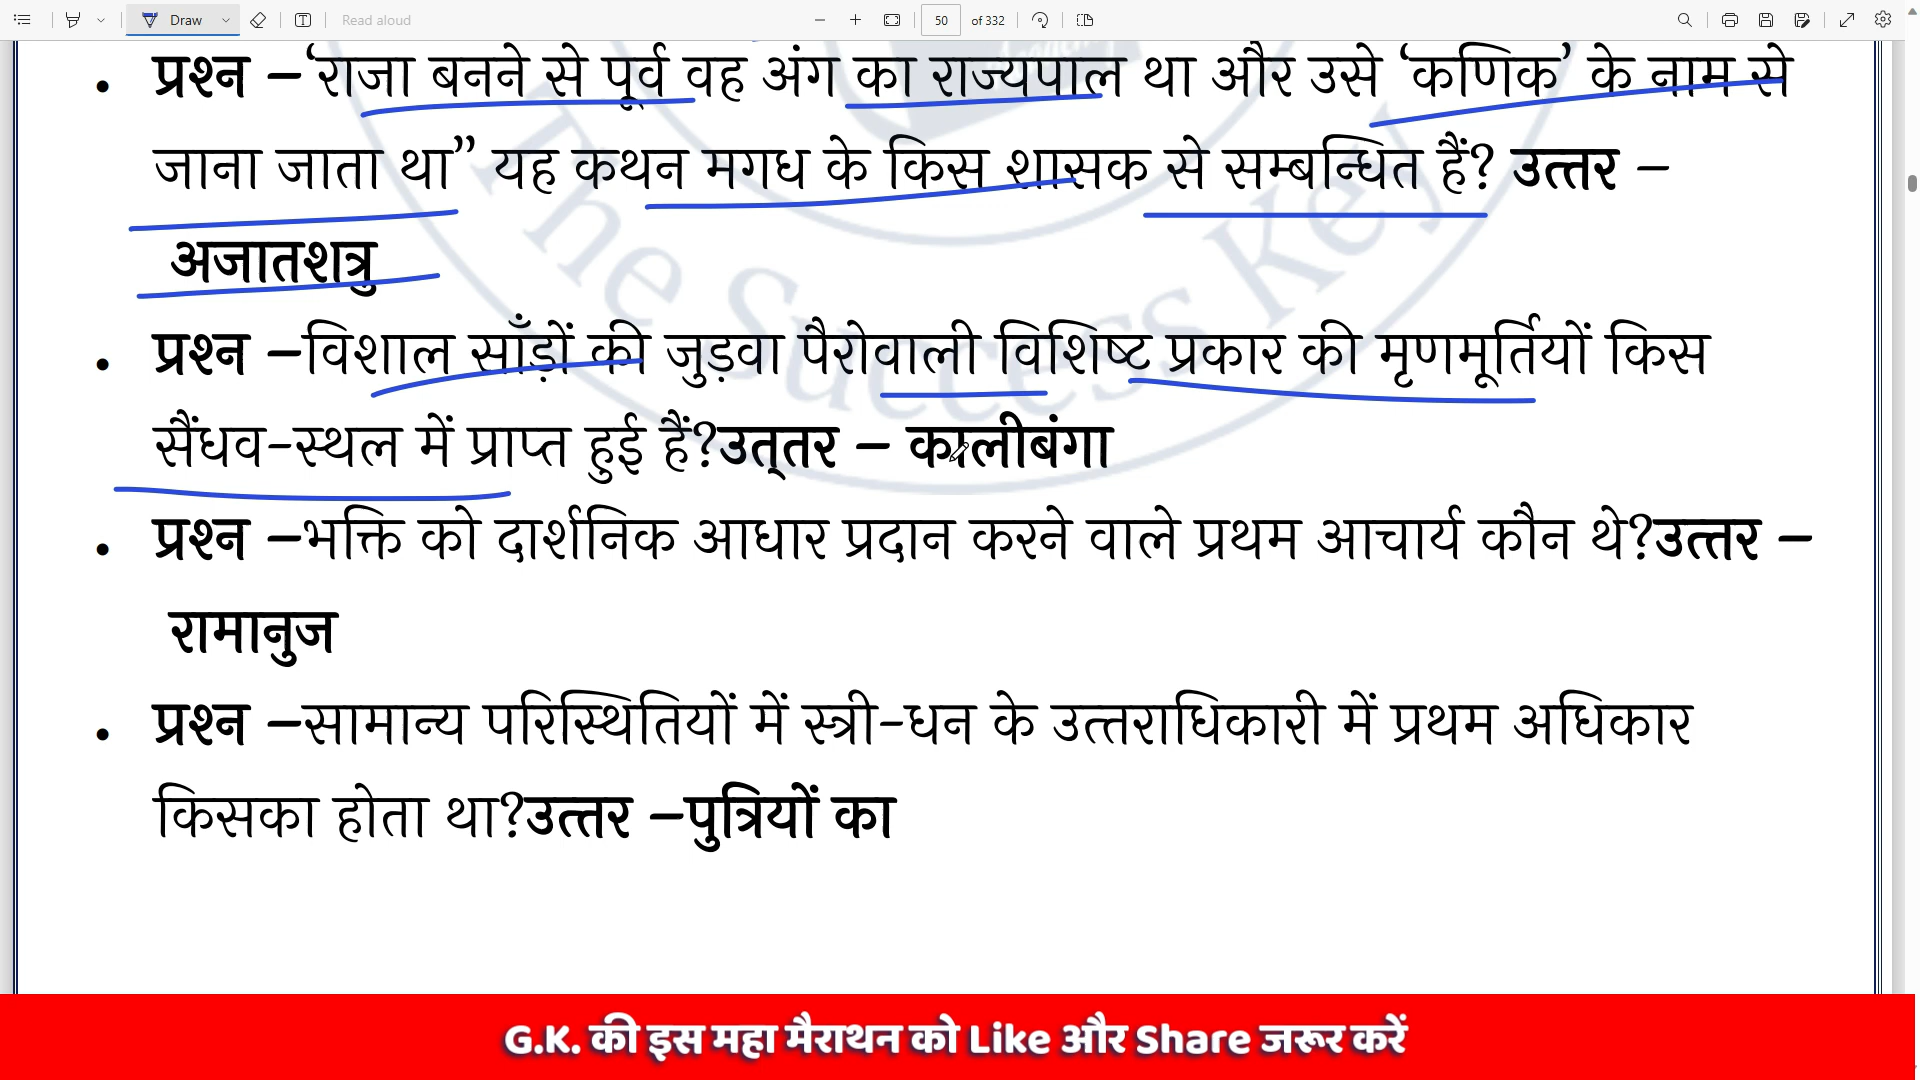 Draw
Read aloud
50 of 332
• प्रश्न –‘राजा बनने से पूर्व वह अंग का राज्यपाल था और उसे ‘कणिक’ के नाम से
जाना जाता था” यह कथन मगध के किस शासक से सम्बन्धित हैं? उत्तर –
अजातशत्रु
• प्रश्न –विशाल साँड़ों की जुड़वा पैरोवाली विशिष्ट प्रकार की मृणमूर्तियों किस
सैंधव-स्थल में प्राप्त हुई हैं?उत्‌तर – कालीबंगा
• प्रश्न –भक्ति को दार्शनिक आधार प्रदान करने वाले प्रथम आचार्य कौन थे?उत्तर –
रामानुज
• प्रश्न –सामान्य परिस्थितियों में स्त्री-धन के उत्तराधिकारी में प्रथम अधिकार
किसका होता था?उत्तर –पुत्रियों का
The Success Key
G.K. की इस महा मैराथन को Like और Share जरूर करें